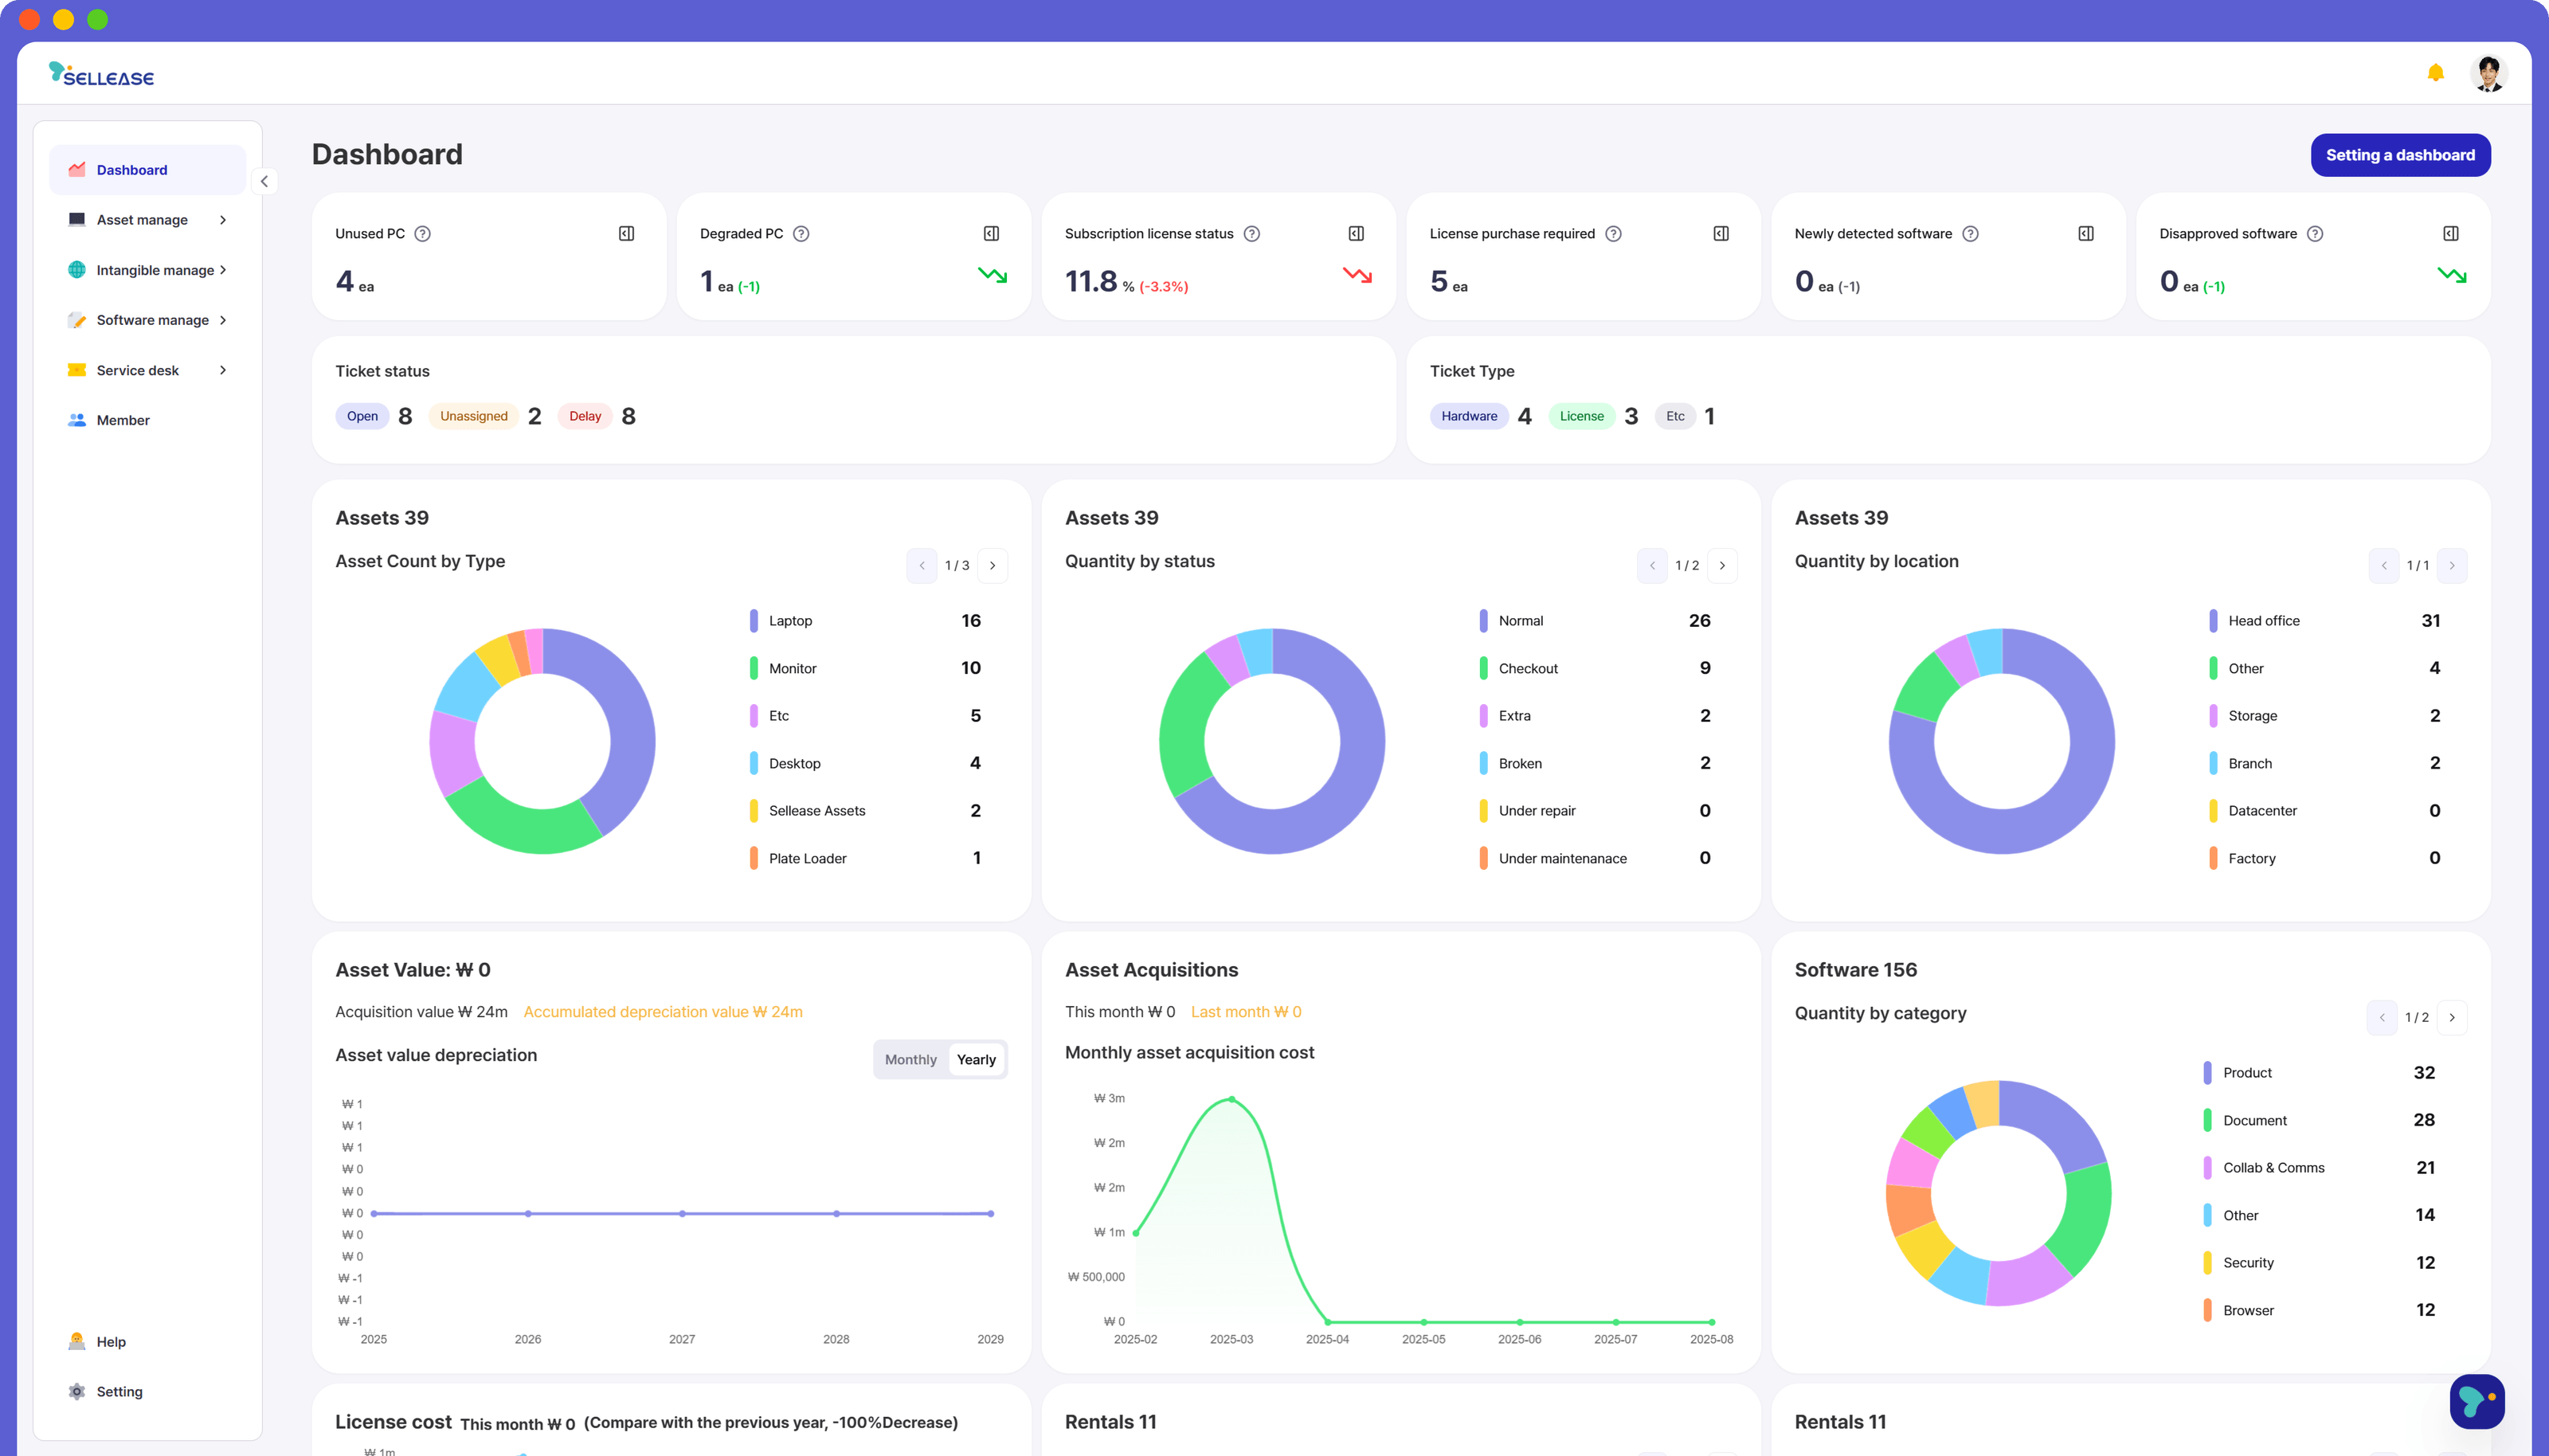 SELLEASE
Dashboard
Asset manage
Intangible manage
Software manage
Service desk
Member
Help
Setting
Dashboard
Setting a dashboard
Unused PC
4 ea
Degraded PC
1 ea (-1)
Subscription license status
11.8 % (-3.3%)
License purchase required
5 ea
Newly detected software
0 ea (-1)
Disapproved software
0 ea (-1)
Ticket status
Open 8 Unassigned 2 Delay 8
Ticket Type
Hardware 4 License 3 Etc 1
Assets 39
Asset Count by Type
1 / 3
Laptop 16
Monitor 10
Etc 5
Desktop 4
Sellease Assets 2
Plate Loader 1
Assets 39
Quantity by status
1 / 2
Normal 26
Checkout 9
Extra 2
Broken 2
Under repair 0
Under maintenanace 0
Assets 39
Quantity by location
1 / 1
Head office 31
Other 4
Storage 2
Branch 2
Datacenter 0
Factory 0
Asset Value: ₩ 0
Acquisition value ₩ 24m Accumulated depreciation value ₩ 24m
Asset value depreciation
Monthly Yearly
₩ 1
₩ 1
₩ 1
₩ 0
₩ 0
₩ 0
₩ 0
₩ 0
₩ -1
₩ -1
₩ -1
2025 2026 2027 2028 2029
Asset Acquisitions
This month ₩ 0 Last month ₩ 0
Monthly asset acquisition cost
₩ 3m
₩ 2m
₩ 2m
₩ 1m
₩ 500,000
₩ 0
2025-02 2025-03 2025-04 2025-05 2025-06 2025-07 2025-08
Software 156
Quantity by category
1 / 2
Product 32
Document 28
Collab & Comms 21
Other 14
Security 12
Browser 12
License cost This month ₩ 0 (Compare with the previous year, -100%Decrease)
₩ 1m
Rentals 11
Rentals 11